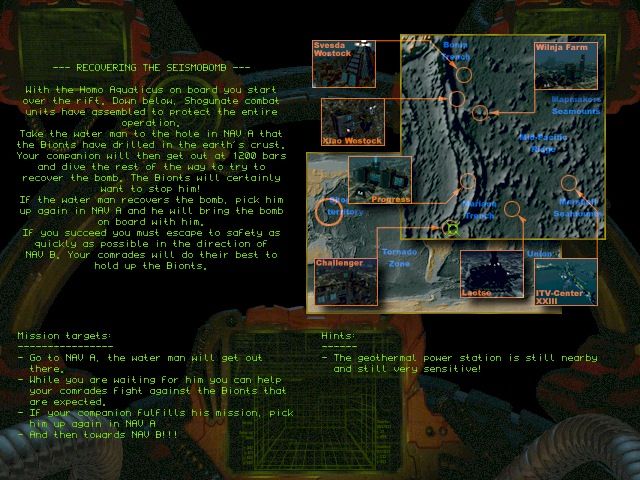 --- RECOVERING THE SEISMOBOMB ---
With the Homo Aquaticus on board you start
over the rift. Down below, Shogunate combat
units have assembled to protect the entire
operation.
Take the water man to the hole in NAV A that
the Bionts have drilled in the earth's crust.
Your companion will then get out at 1200 bars
and dive the rest of the way to try to
recover the bomb. The Bionts will certainly
want to stop him!
If the water man recovers the bomb, pick him
up again in NAV A and he will bring the bomb
on board with him.
If you succeed you must escape to safety as
quickly as possible in the direction of
NAV B. Your comrades will do their best to
hold up the Bionts.
Svesda
Wostock
Bonin
Trench
Wilnja Farm
Mapmakers
Seamounts
Xiao Wostock
Mid-Pacific
Ridge
Progress
territory
Marshall
Seamounts
Trench
Tornado
Zone
Union
Challenger
Laotse
ITV-Center
XXIII
Mission targets:
- Go to NAV A, the water man will get out
there.
- While you are waiting for him you can help
your comrades fight against the Bionts that
are expected.
- If your companion fulfills his mission, pick
him up again in NAV A
- And then towards NAV B!!!
Hints:
------
- The geothermal power station is still nearby
and still very sensitive!